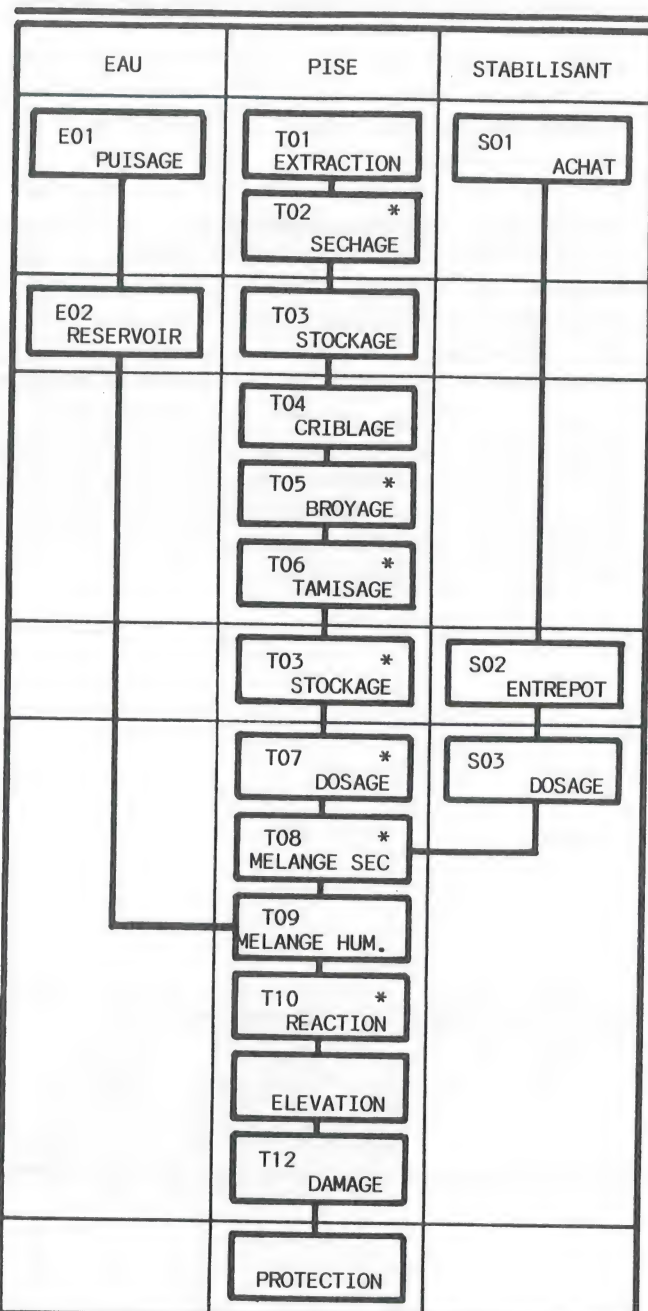 EAU PISE STABILISANT
E01 T01 S01
PUISAGE EXTRACTION ACHAT
T02 *
SECHAGE
E02 T03
RESERVOIR STOCKAGE
T04
CRIBLAGE
T05 *
BROYAGE
T06 *
TAMISAGE
T03 * S02
STOCKAGE ENTREPOT
T07 * S03
DOSAGE DOSAGE
T08 *
MELANGE SEC
T09
MELANGE HUM.
T10 *
REACTION
ELEVATION
T12
DAMAGE
PROTECTION